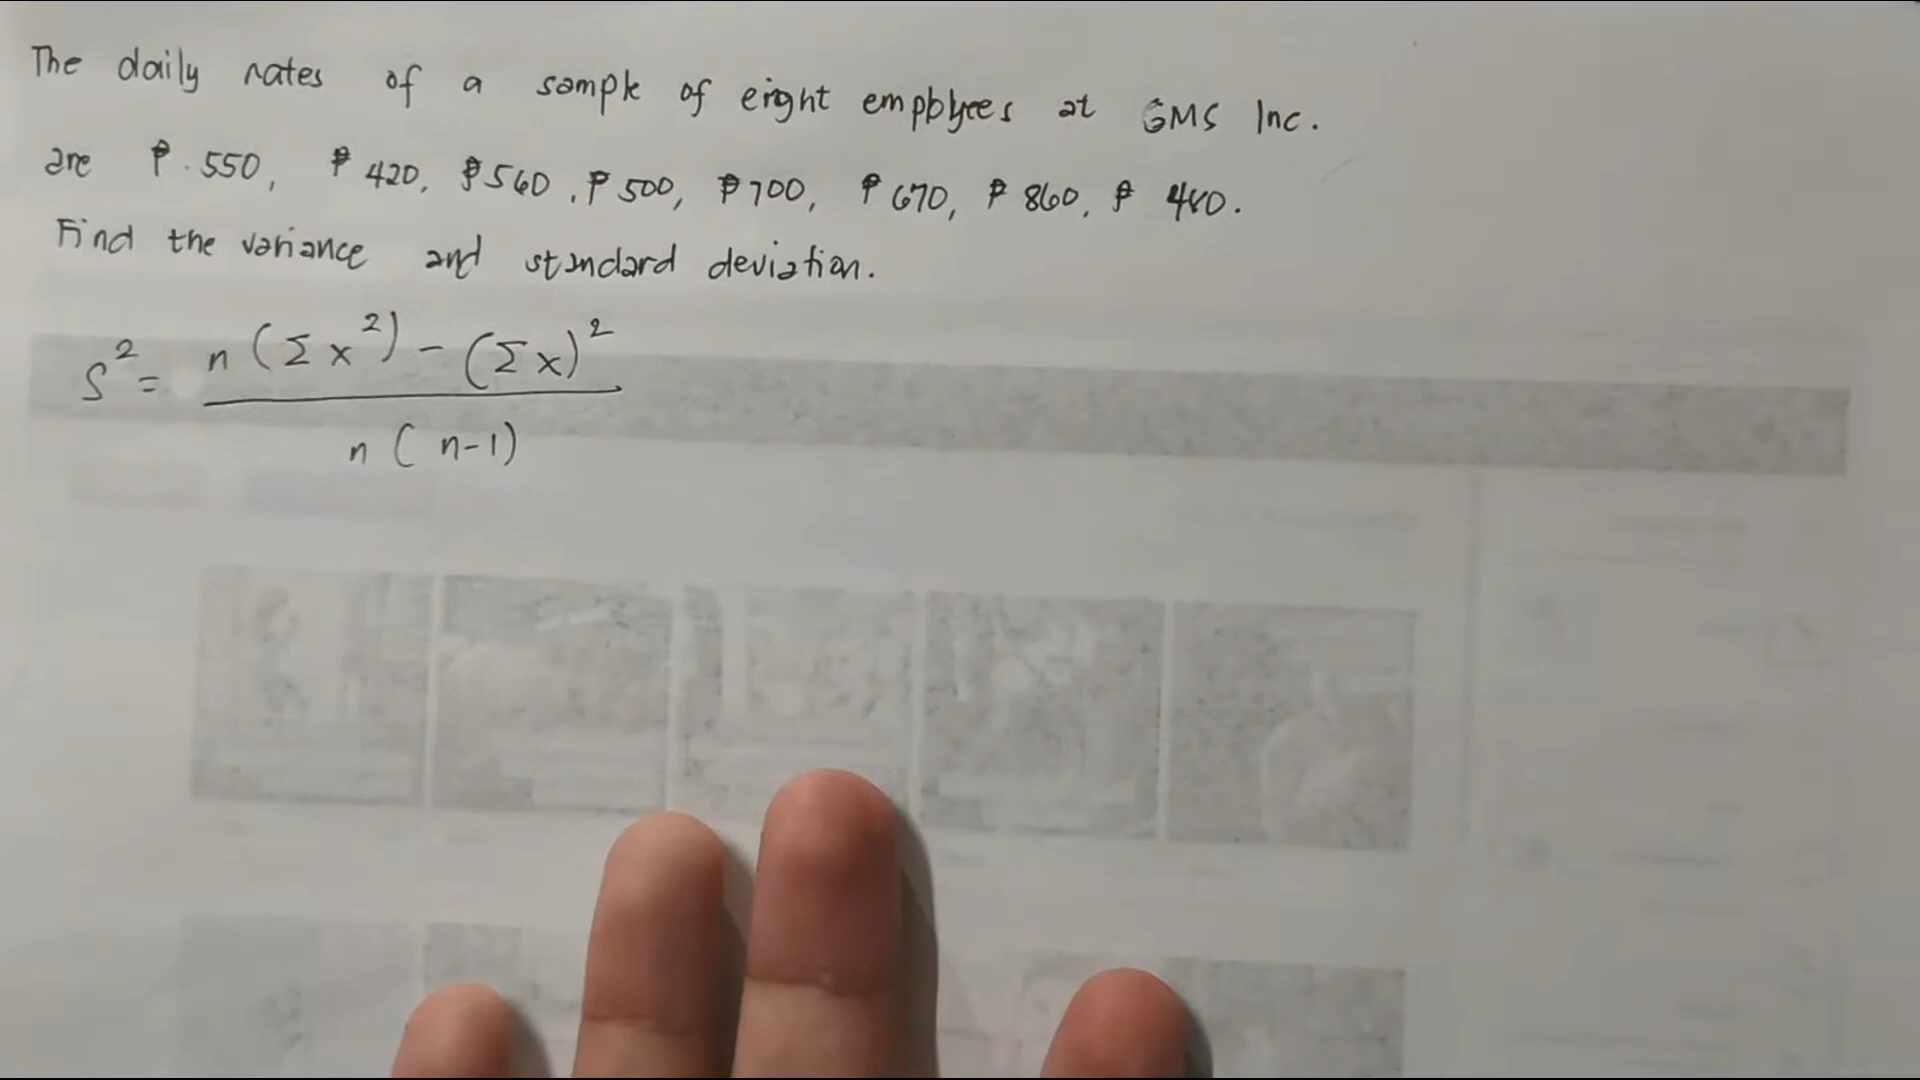 The daily rates of a sample of eight employees at GMS Inc.
are ₱ 550, ₱ 420, ₱560, ₱500, ₱700, ₱670, ₱860, ₱ 480.
Find the variance and standard deviation.
s² = n(Σx²) - (Σx)²
n(n-1)